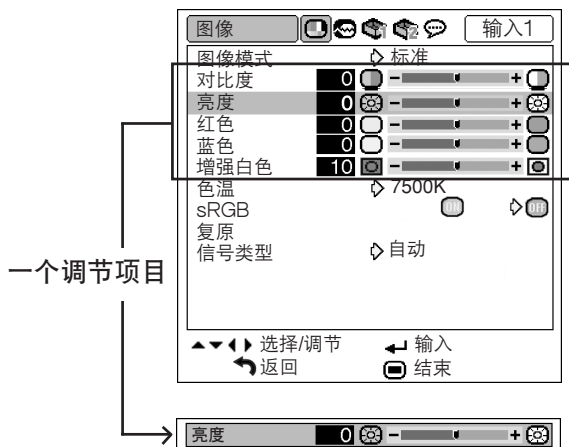 图像 输入1
图像模式 标准
对比度 0 - +
亮度 0 - +
红色 0 - +
蓝色 0 - +
增强白色 10 - +
色温 7500K
sRGB ON OFF
复原
信号类型 自动
一个调节项目
选择/调节 输入
返回 结束
亮度 0 - +